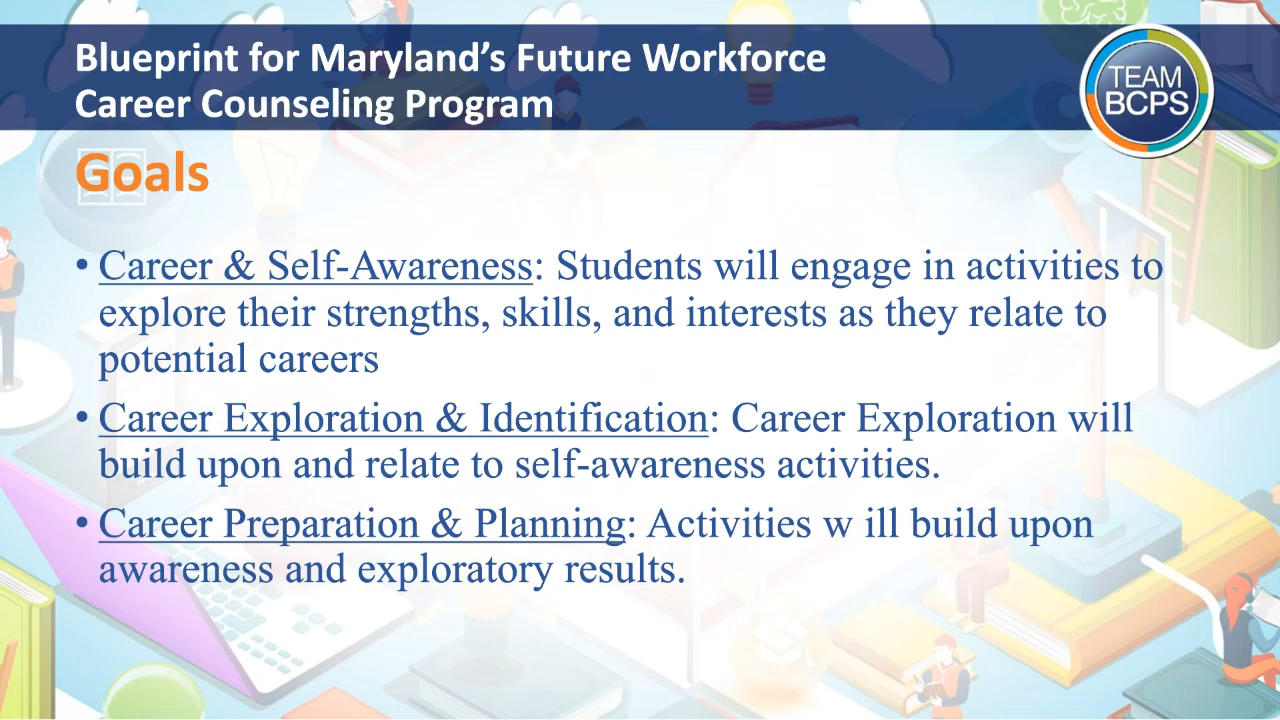 Blueprint for Maryland’s Future Workforce
Career Counseling Program
TEAM
BCPS
Goals
• Career & Self-Awareness: Students will engage in activities to
explore their strengths, skills, and interests as they relate to
potential careers
• Career Exploration & Identification: Career Exploration will
build upon and relate to self-awareness activities.
• Career Preparation & Planning: Activities w ill build upon
awareness and exploratory results.